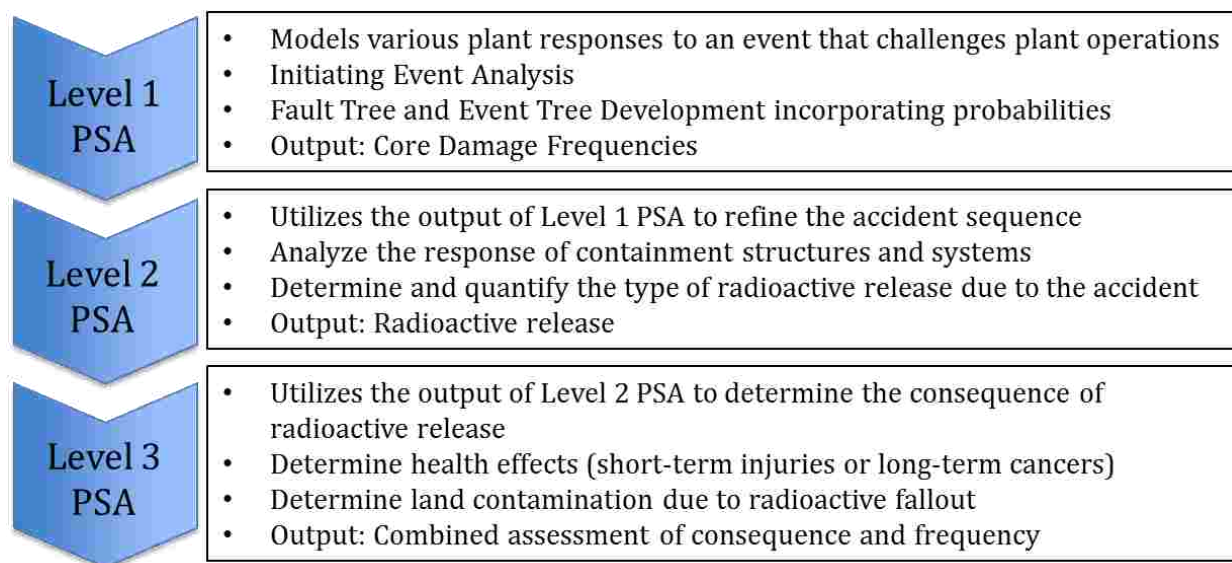 Level 1
PSA
• Models various plant responses to an event that challenges plant operations
• Initiating Event Analysis
• Fault Tree and Event Tree Development incorporating probabilities
• Output: Core Damage Frequencies
Level 2
PSA
• Utilizes the output of Level 1 PSA to refine the accident sequence
• Analyze the response of containment structures and systems
• Determine and quantify the type of radioactive release due to the accident
• Output: Radioactive release
Level 3
PSA
• Utilizes the output of Level 2 PSA to determine the consequence of
radioactive release
• Determine health effects (short-term injuries or long-term cancers)
• Determine land contamination due to radioactive fallout
• Output: Combined assessment of consequence and frequency